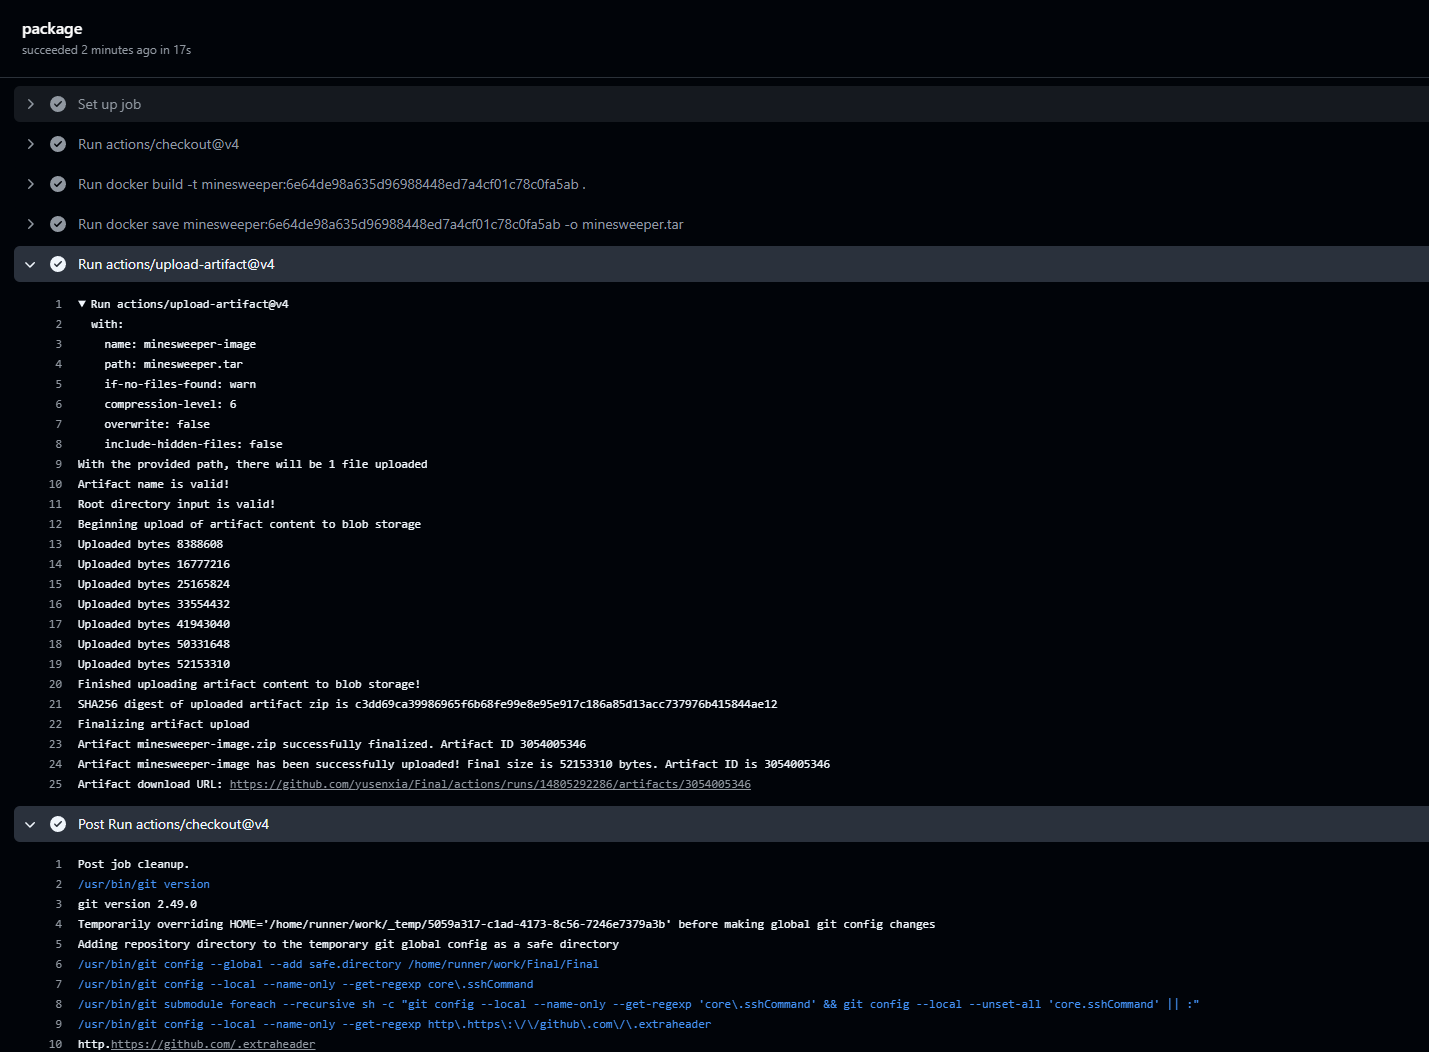 package
succeeded 2 minutes ago in 17s
Set up job
Run actions/checkout@v4
Run docker build -t minesweeper:6e64de98a635d96988448ed7a4cf01c78c0fa5ab .
Run docker save minesweeper:6e64de98a635d96988448ed7a4cf01c78c0fa5ab -o minesweeper.tar
Run actions/upload-artifact@v4
1 Run actions/upload-artifact@v4
2 with:
3 name: minesweeper-image
4 path: minesweeper.tar
5 if-no-files-found: warn
6 compression-level: 6
7 overwrite: false
8 include-hidden-files: false
9 With the provided path, there will be 1 file uploaded
10 Artifact name is valid!
11 Root directory input is valid!
12 Beginning upload of artifact content to blob storage
13 Uploaded bytes 8388608
14 Uploaded bytes 16777216
15 Uploaded bytes 25165824
16 Uploaded bytes 33554432
17 Uploaded bytes 41943040
18 Uploaded bytes 50331648
19 Uploaded bytes 52153310
20 Finished uploading artifact content to blob storage!
21 SHA256 digest of uploaded artifact zip is c3dd69ca39986965f6b68fe99e8e95e917c186a85d13acc737976b415844ae12
22 Finalizing artifact upload
23 Artifact minesweeper-image.zip successfully finalized. Artifact ID 3054005346
24 Artifact minesweeper-image has been successfully uploaded! Final size is 52153310 bytes. Artifact ID is 3054005346
25 Artifact download URL: https://github.com/yusenxia/Final/actions/runs/14805292286/artifacts/3054005346
Post Run actions/checkout@v4
1 Post job cleanup.
2 /usr/bin/git version
3 git version 2.49.0
4 Temporarily overriding HOME='/home/runner/work/_temp/5059a317-c1ad-4173-8c56-7246e7379a3b' before making global git config changes
5 Adding repository directory to the temporary git global config as a safe directory
6 /usr/bin/git config --global --add safe.directory /home/runner/work/Final/Final
7 /usr/bin/git config --local --name-only --get-regexp core\.sshCommand
8 /usr/bin/git submodule foreach --recursive sh -c "git config --local --name-only --get-regexp 'core\.sshCommand' && git config --local --unset-all 'core.sshCommand' || :"
9 /usr/bin/git config --local --name-only --get-regexp http\.https\:\/\/github\.com\/\.extraheader
10 http.https://github.com/.extraheader